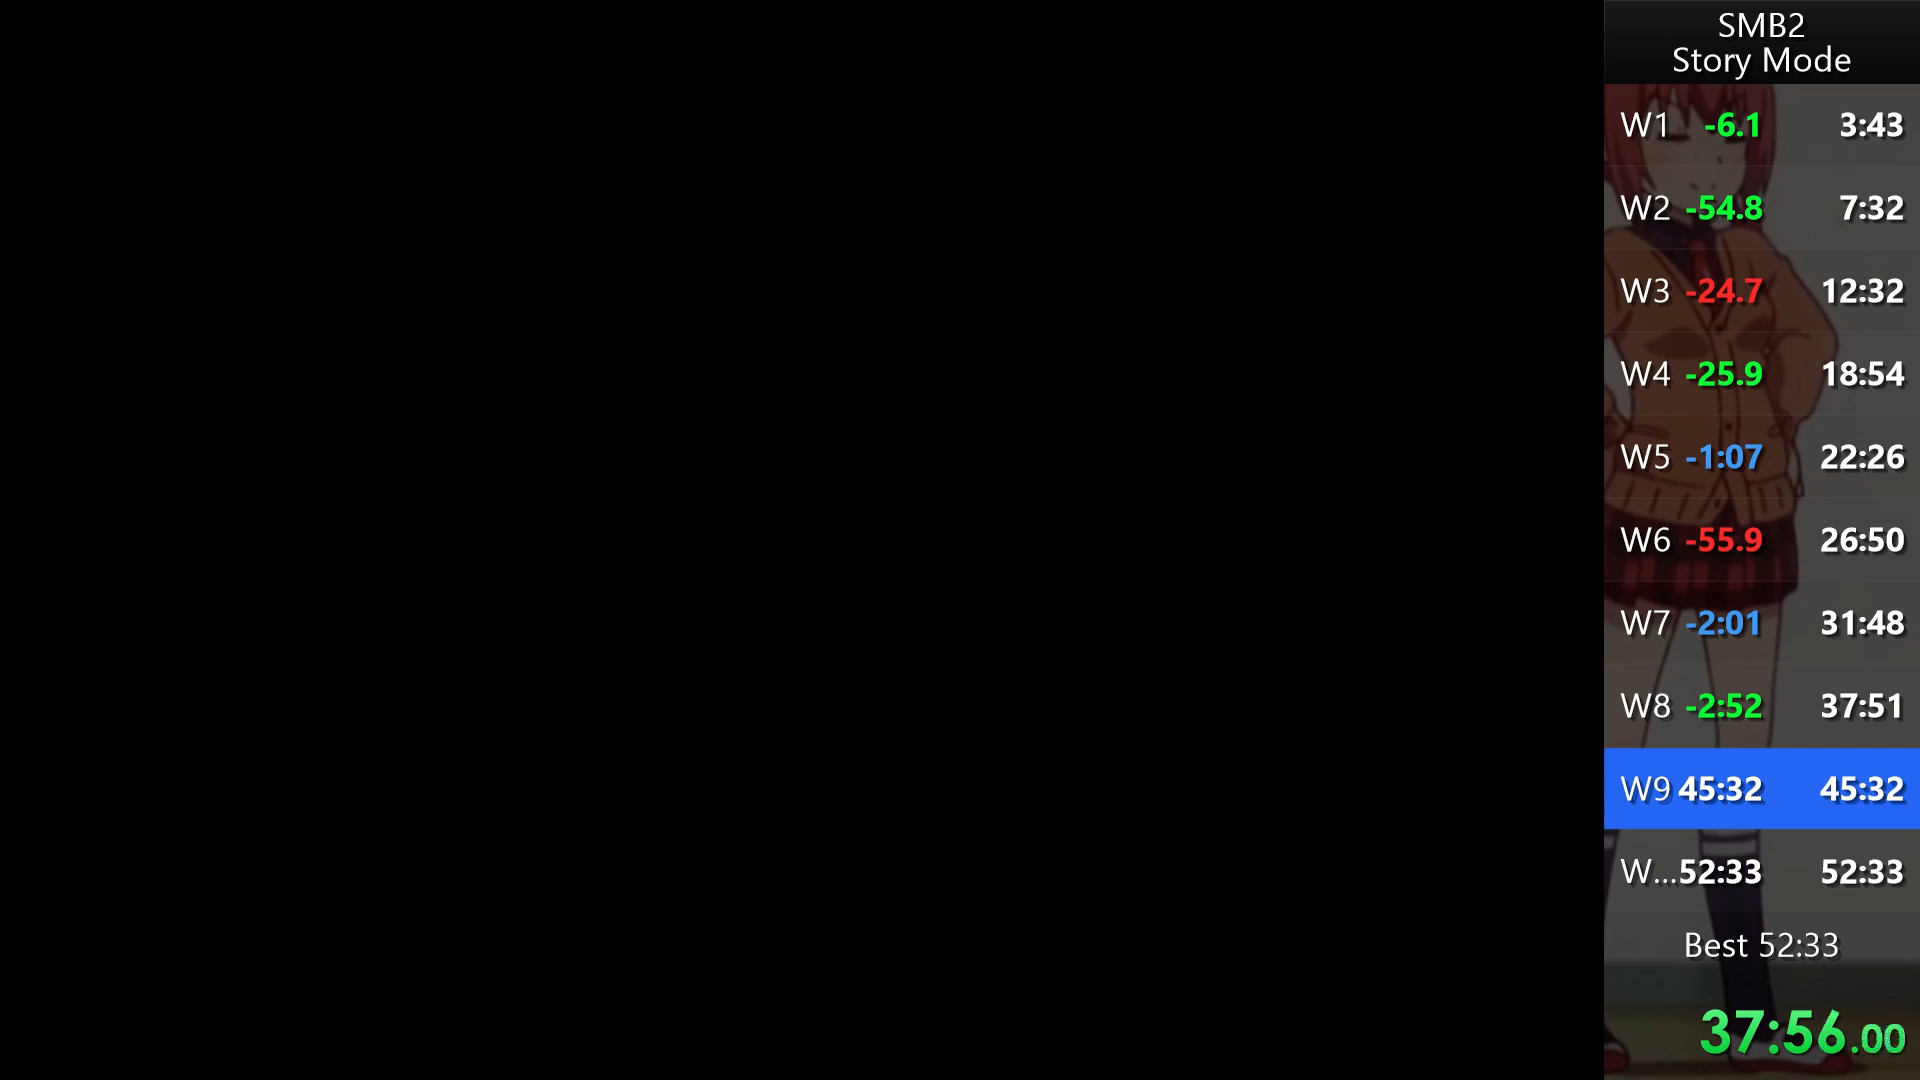 SMB2
Story Mode
W1 -6.1 3:43
W2 -54.8 7:32
W3 -24.7 12:32
W4 -25.9 18:54
W5 -1:07 22:26
W6 -55.9 26:50
W7 -2:01 31:48
W8 -2:52 37:51
W9 45:32 45:32
W... 52:33 52:33
Best 52:33
37:56.00